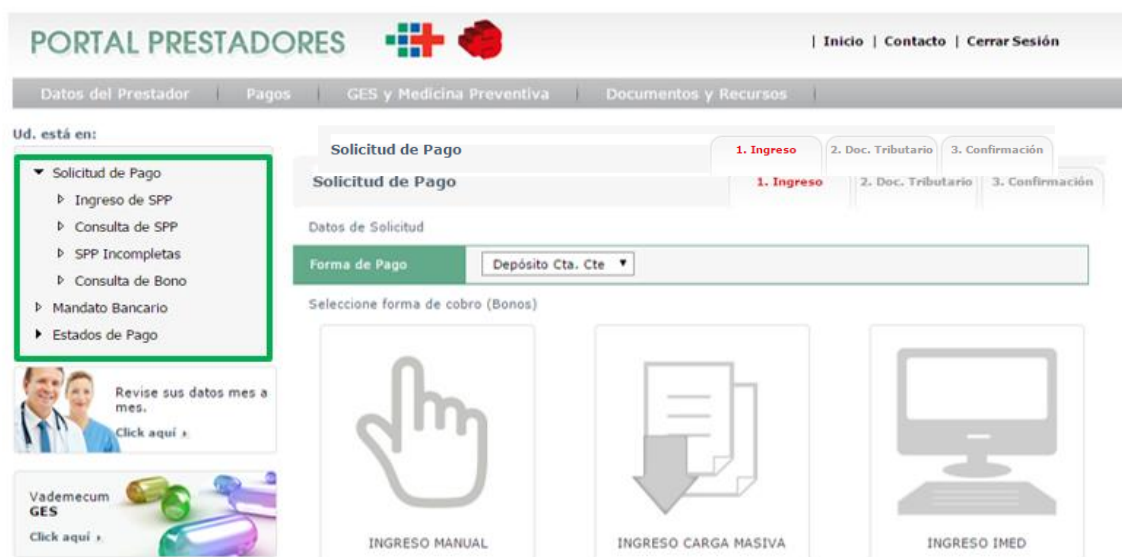 PORTAL PRESTADORES
| Inicio | Contacto | Cerrar Sesión
Datos del Prestador | Pagos | GES y Medicina Preventiva | Documentos y Recursos |
Ud. está en:
Solicitud de Pago
Ingreso de SPP
Consulta de SPP
SPP Incompletas
Consulta de Bono
Mandato Bancario
Estados de Pago
Revise sus datos mes a
mes.
Click aquí
Vademecum
GES
Click aquí
Solicitud de Pago 1. Ingreso 2. Doc. Tributario 3. Confirmación
Solicitud de Pago 1. Ingreso 2. Doc. Tributario 3. Confirmación
Datos de Solicitud
Forma de Pago Depósito Cta. Cte
Seleccione forma de cobro (Bonos)
INGRESO MANUAL INGRESO CARGA MASIVA INGRESO IMED